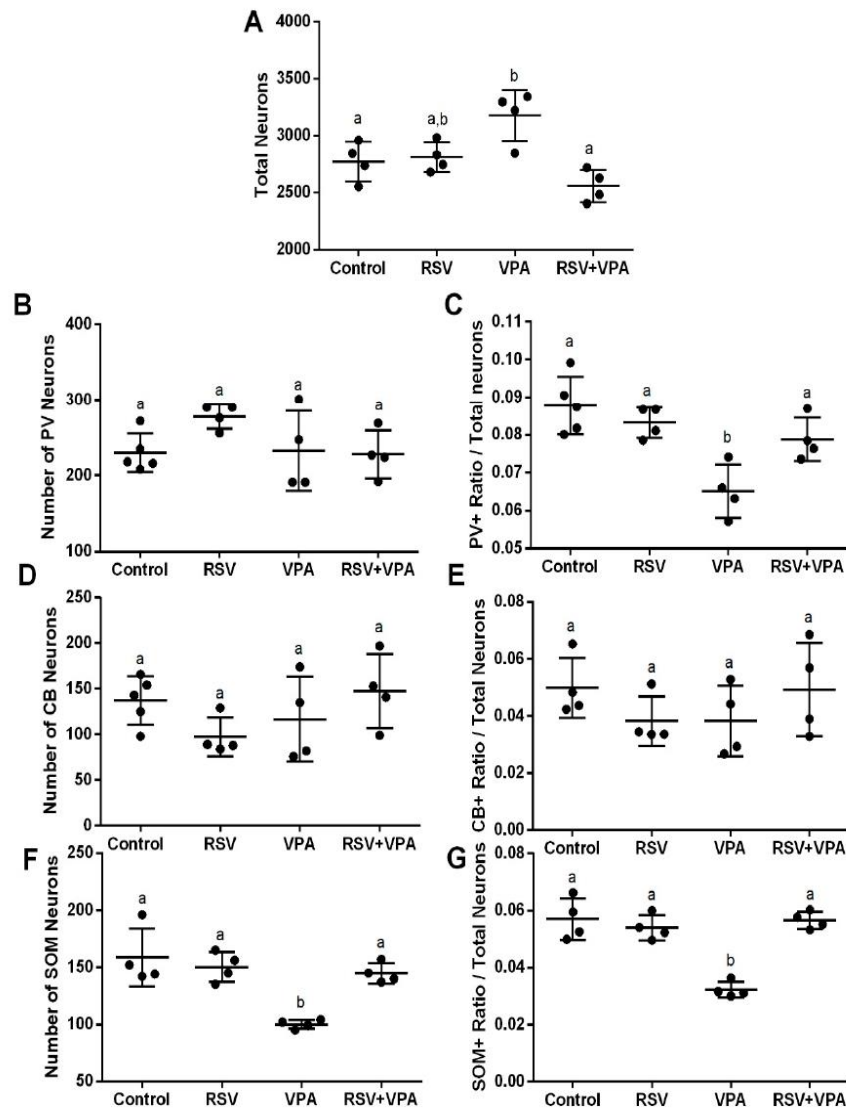 A
Total Neurons
3500
3000
2500
2000
a
a,b
b
a
Control RSV VPA RSV+VPA
B
Number of PV Neurons
400
300
200
100
a
a
a
a
Control RSV VPA RSV+VPA
C
PV+ Ratio / Total neurons
0.11
0.10
0.09
0.08
0.07
0.06
0.05
a
a
b
a
Control RSV VPA RSV+VPA
D
Number of CB Neurons
250
200
150
100
50
0
a
a
a
a
Control RSV VPA RSV+VPA
E
CB+ Ratio / Total Neurons
0.08
0.06
0.04
0.02
0.00
a
a
a
a
Control RSV VPA RSV+VPA
F
Number of SOM Neurons
250
200
150
100
50
a
a
b
a
Control RSV VPA RSV+VPA
G
SOM+ Ratio / Total Neurons
0.08
0.06
0.04
0.02
0.00
a
a
b
a
Control RSV VPA RSV+VPA